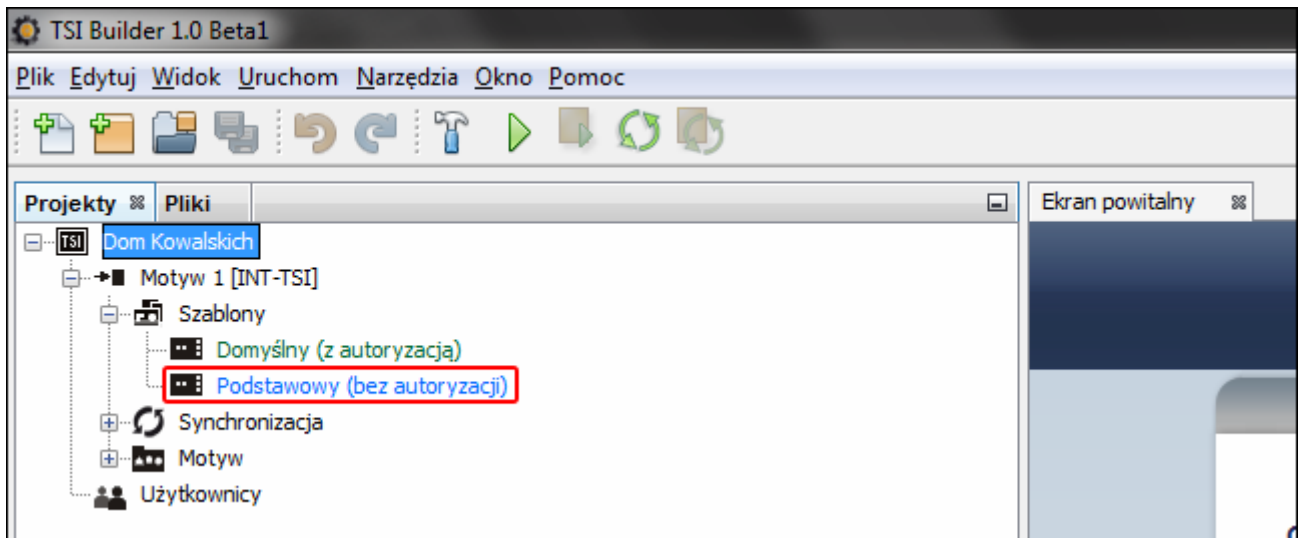 TSI Builder 1.0 Beta1
Plik Edytuj Widok Uruchom Narzędzia Okno Pomoc
Projekty Pliki Ekran powitalny
TSI Dom Kowalskich
Motyw 1 [INT-TSI]
Szablony
Domyślny (z autoryzacją)
Podstawowy (bez autoryzacji)
Synchronizacja
Motyw
Użytkownicy